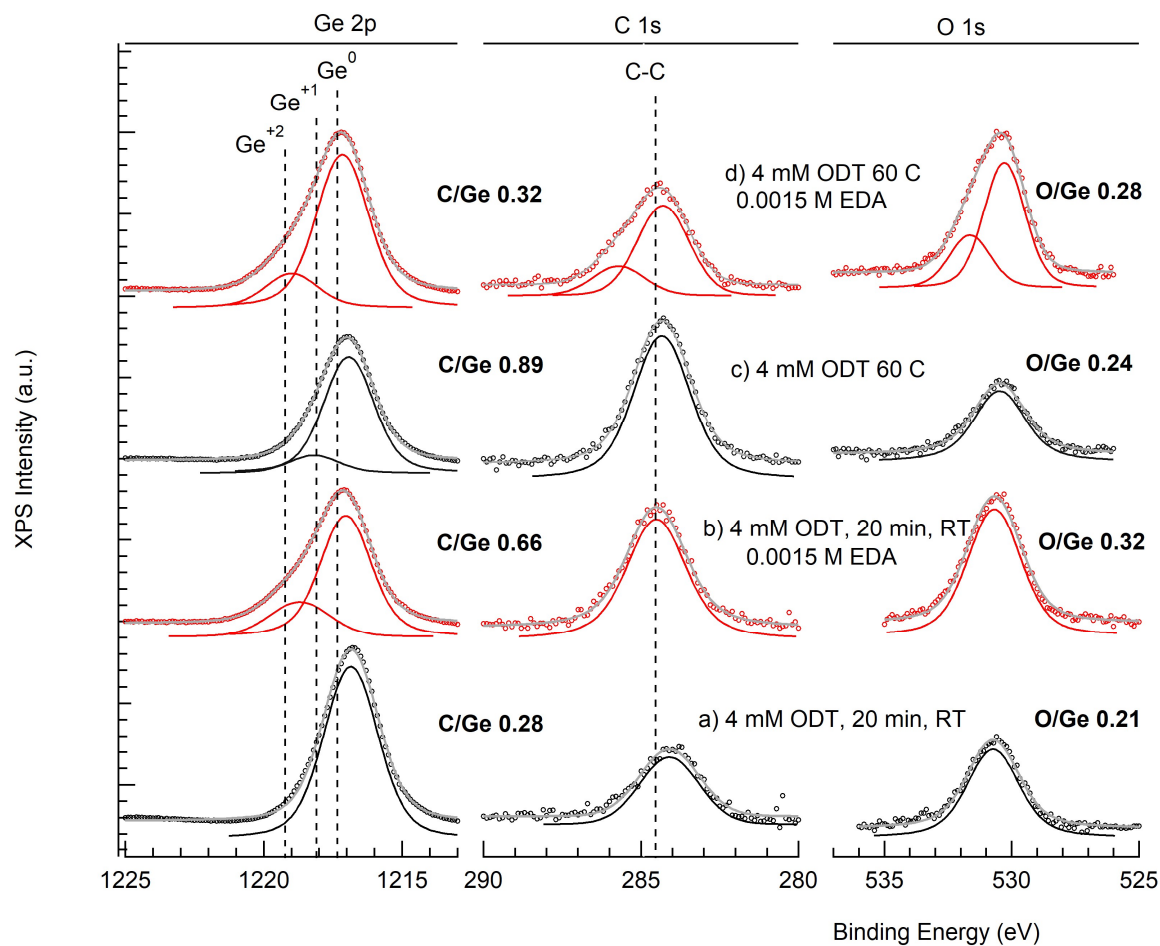 Ge 2p
C 1s
O 1s
Ge0
C-C
Ge+1
Ge+2
C/Ge 0.32
d) 4 mM ODT 60 C
0.0015 M EDA
O/Ge 0.28
C/Ge 0.89
c) 4 mM ODT 60 C
O/Ge 0.24
XPS Intensity (a.u.)
C/Ge 0.66
b) 4 mM ODT, 20 min, RT
0.0015 M EDA
O/Ge 0.32
C/Ge 0.28
a) 4 mM ODT, 20 min, RT
O/Ge 0.21
1225 1220 1215 290 285 280 535 530 525
Binding Energy (eV)